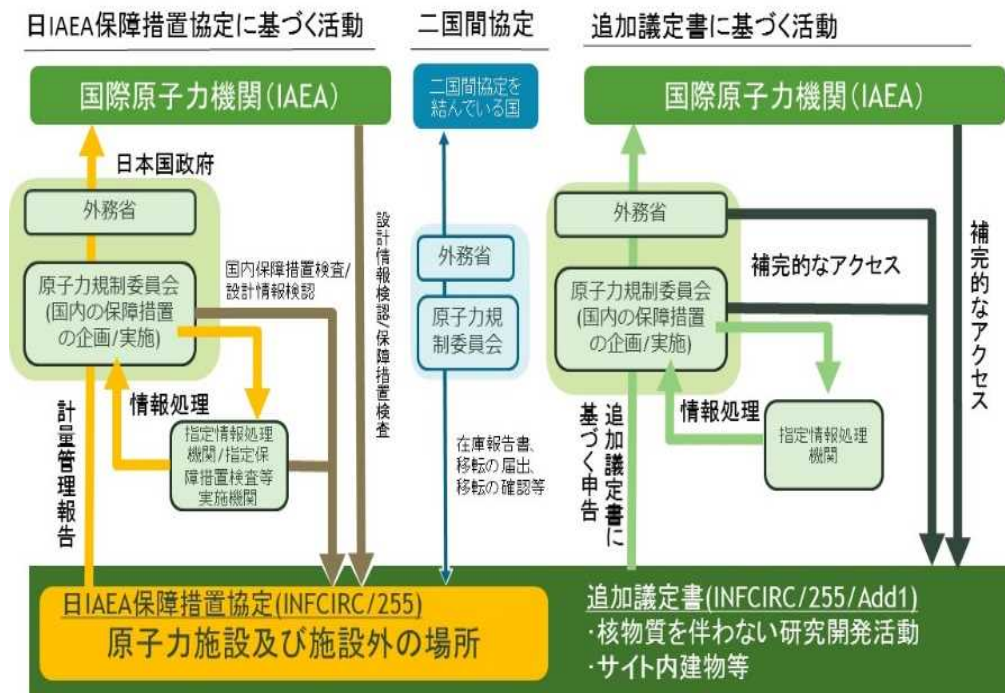 日IAEA保障措置協定に基づく活動
国際原子力機関(IAEA)
日本国政府
外務省
原子力規制委員会
(国内の保障措置
の企画/実施)
国内保障措置検査/
設計情報検認
設計情報検認/保障措置検査
情報処理
指定情報処理
機関/指定保
障措置検査等
実施機関
計量管理報告
日IAEA保障措置協定(INFCIRC/255)
原子力施設及び施設外の場所
二国間協定
二国間協定を
結んでいる国
外務省
原子力規
制委員会
在庫報告書、
移転の届出、
移転の確認等
追加議定書に基づく活動
国際原子力機関(IAEA)
外務省
原子力規制委員会
(国内の保障措置
の企画/実施)
補完的なアクセス
補完的なアクセス
情報処理
指定情報処理
機関
追加議定書に
基づく申告
追加議定書(INFCIRC/255/Add1)
・核物質を伴わない研究開発活動
・サイト内建物等